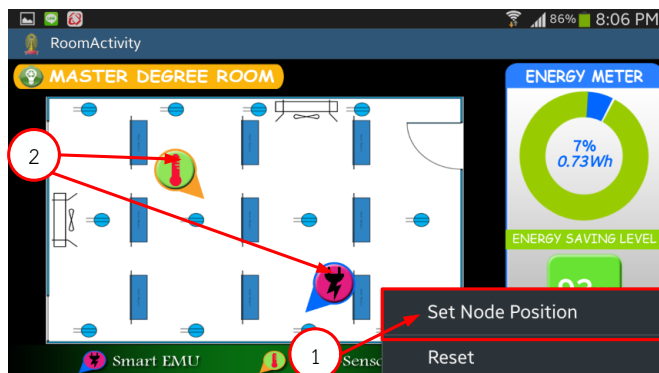 86% 8:06 PM
RoomActivity
MASTER DEGREE ROOM
ENERGY METER
7%
0.73Wh
2
ENERGY SAVING LEVEL
Set Node Position
Smart EMU
1
Reset